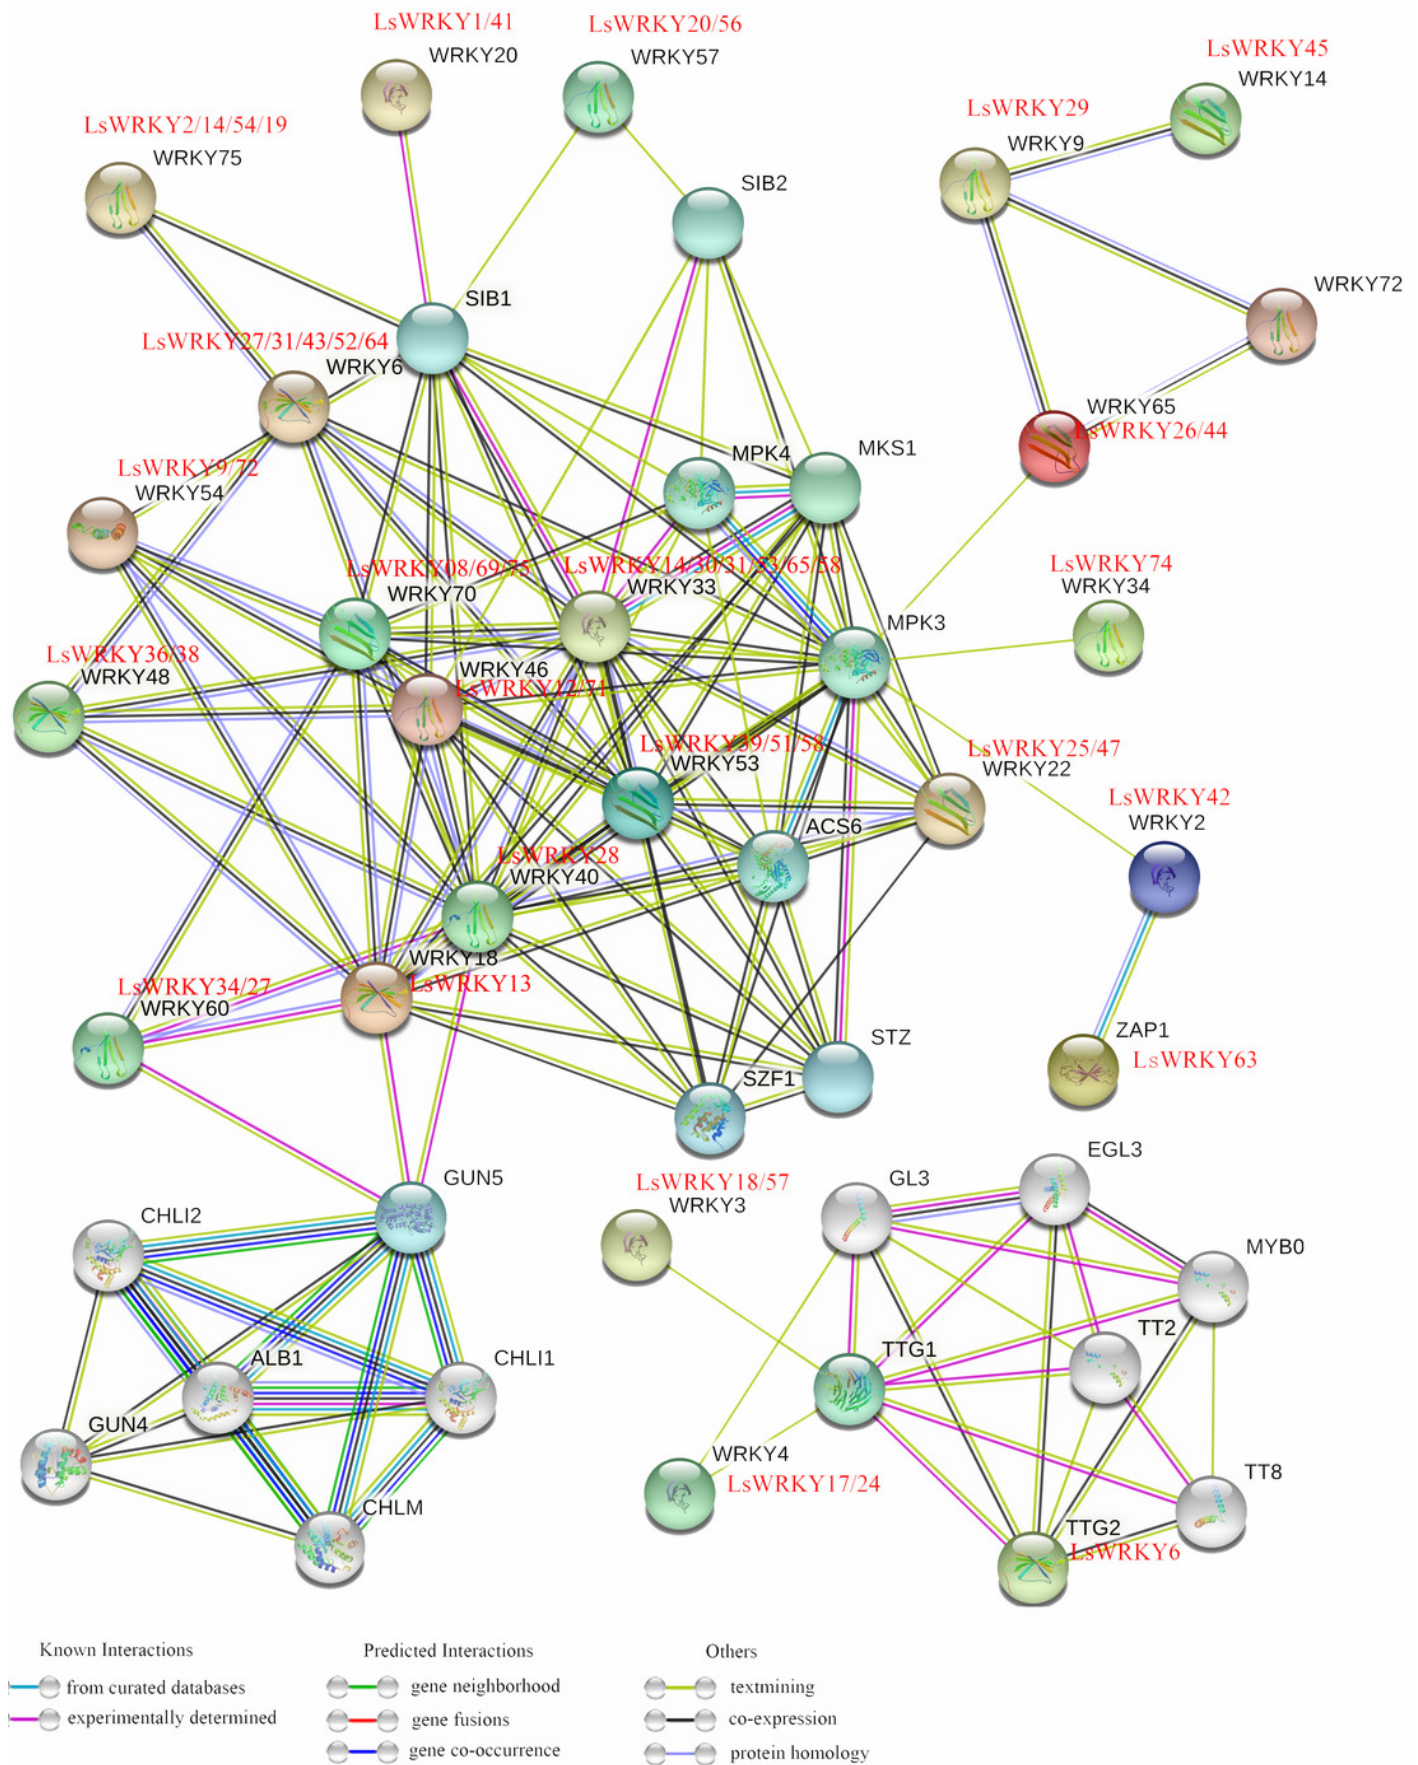 LsWRKY1/41
WRKY20
LsWRKY20/56
WRKY57
LsWRKY45
WRKY14
LsWRKY29
WRKY9
LsWRKY2/14/54/19
WRKY75
SIB2
WRKY72
SIB1
LsWRKY27/31/43/52/64
WRKY6
WRKY65
LsWRKY26/44
MPK4
MKS1
LsWRKY9/72
WRKY54
LsWRKY08/69/75
WRKY70
LsWRKY14/30/31/53/65/58
WRKY33
LsWRKY74
WRKY34
MPK3
LsWRKY36/38
WRKY48
WRKY46
LsWRKY12/71
LsWRKY39/51/58
WRKY53
LsWRKY25/47
WRKY22
LsWRKY42
WRKY2
ACS6
LsWRKY28
WRKY40
WRKY18
LsWRKY13
LsWRKY34/27
WRKY60
STZ
SZF1
ZAP1
LsWRKY63
GUN5
LsWRKY18/57
WRKY3
GL3
EGL3
CHLI2
MYB0
ALB1
CHLI1
TTG1
TT2
GUN4
WRKY4
LsWRKY17/24
TT8
CHLM
TTG2
LsWRKY6
Known Interactions
from curated databases
experimentally determined
Predicted Interactions
gene neighborhood
gene fusions
gene co-occurrence
Others
textmining
co-expression
protein homology